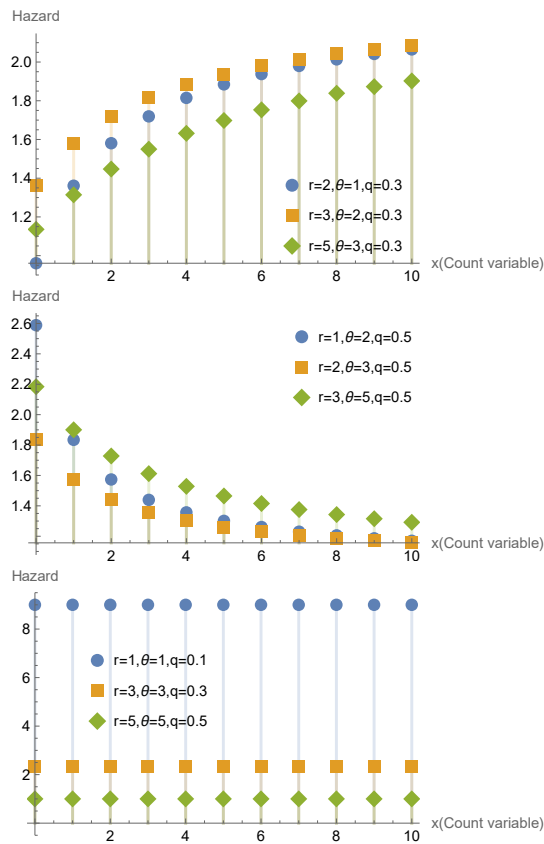 Hazard
2.0
1.8
1.6
1.4
1.2
r=2,θ=1,q=0.3
r=3,θ=2,q=0.3
r=5,θ=3,q=0.3
0 2 4 6 8 10 x(Count variable)
Hazard
2.6
2.4
2.2
2.0
1.8
1.6
1.4
r=1,θ=2,q=0.5
r=2,θ=3,q=0.5
r=3,θ=5,q=0.5
0 2 4 6 8 10 x(Count variable)
Hazard
8
6
4
2
r=1,θ=1,q=0.1
r=3,θ=3,q=0.3
r=5,θ=5,q=0.5
0 2 4 6 8 10 x(Count variable)